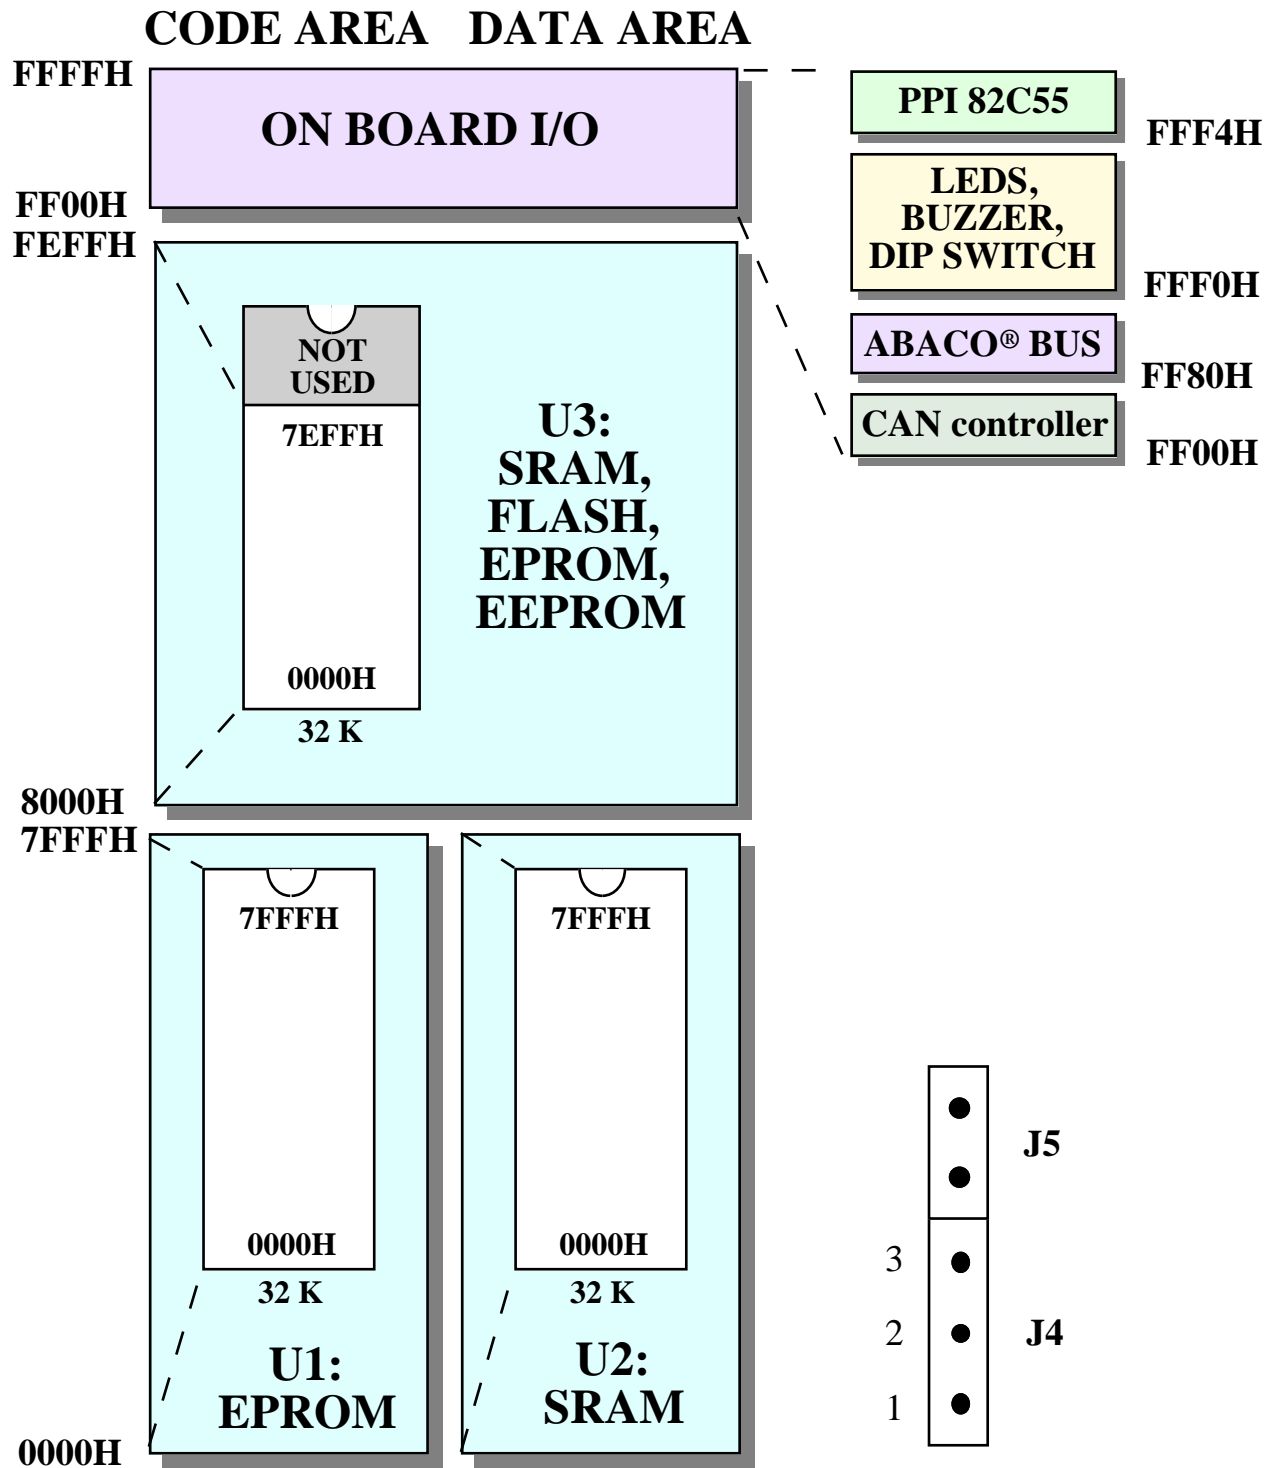 CODE AREA DATA AREA
FFFFH
ON BOARD I/O
FF00H
FEFFH
PPI 82C55
FFF4H
LEDS,
BUZZER,
DIP SWITCH
FFF0H
ABACO® BUS
FF80H
CAN controller
FF00H
NOT
USED
7EFFH
0000H
32 K
U3:
SRAM,
FLASH,
EPROM,
EEPROM
8000H
7FFFH
7FFFH
0000H
32 K
U1:
EPROM
7FFFH
0000H
32 K
U2:
SRAM
0000H
J5
3
2
J4
1